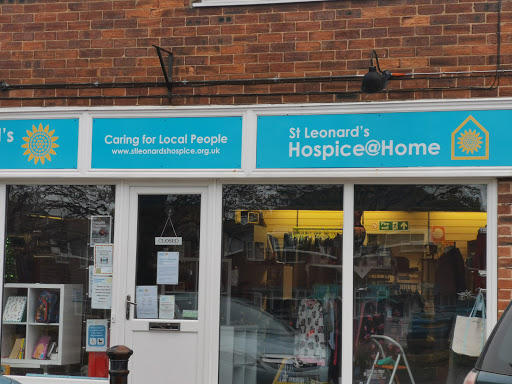 's
Caring for Local People
www.stleonardshospice.org.uk
St Leonard's
Hospice@Home
CLOSED